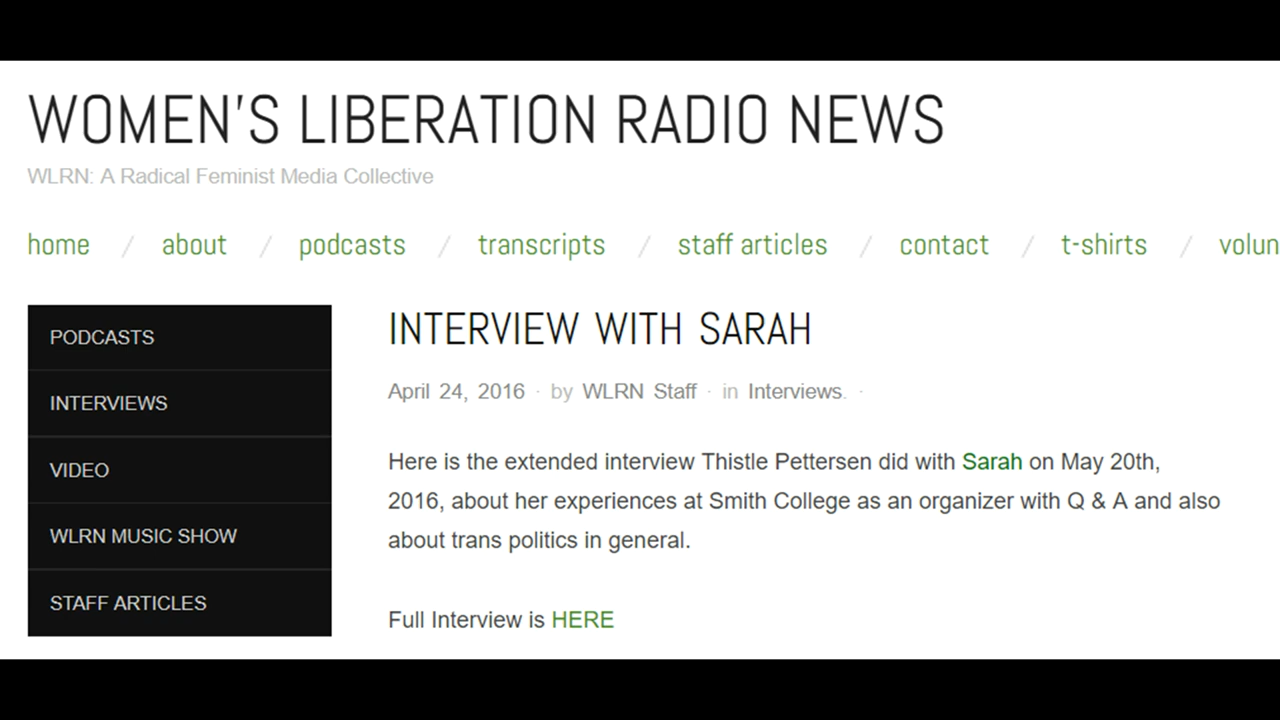 WOMEN'S LIBERATION RADIO NEWS
WLRN: A Radical Feminist Media Collective
home / about / podcasts / transcripts / staff articles / contact / t-shirts / volun
PODCASTS
INTERVIEWS
VIDEO
WLRN MUSIC SHOW
STAFF ARTICLES
INTERVIEW WITH SARAH
April 24, 2016 · by WLRN Staff · in Interviews. ·
Here is the extended interview Thistle Pettersen did with Sarah on May 20th,
2016, about her experiences at Smith College as an organizer with Q & A and also
about trans politics in general.
Full Interview is HERE